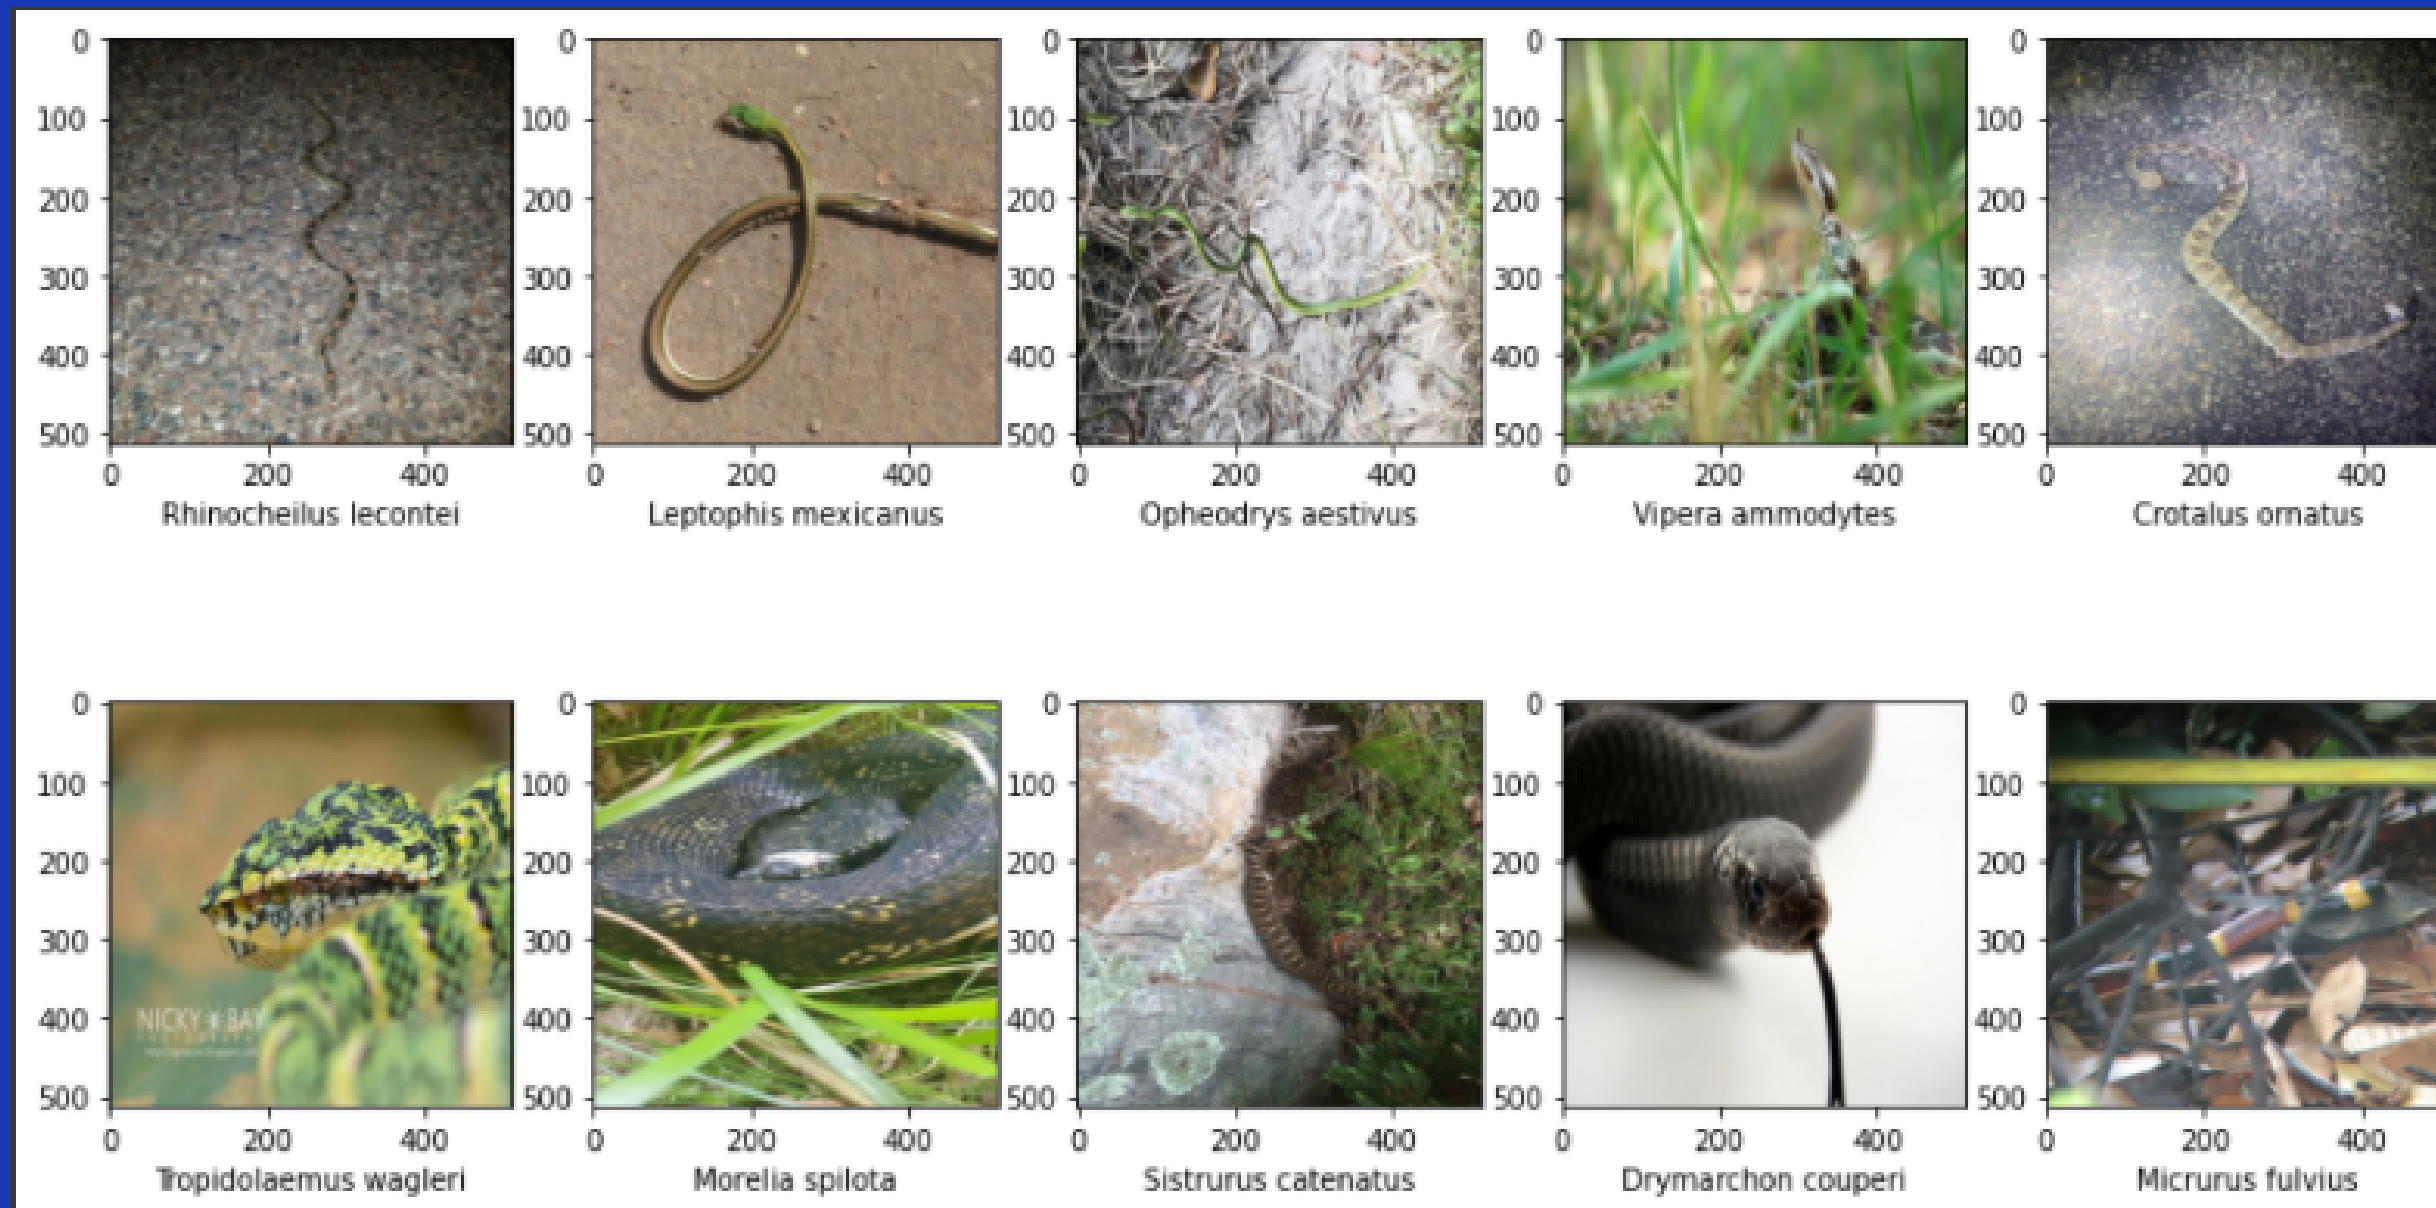 0
100
200
300
400
500
0 200 400
Rhinocheilus lecontei
0
100
200
300
400
500
0 200 400
Leptophis mexicanus
0
100
200
300
400
500
0 200 400
Opheodrys aestivus
0
100
200
300
400
500
0 200 400
Vipera ammodytes
0
100
200
300
400
500
0 200 400
Crotalus ornatus
0
100
200
300
400
500
NICKY BAY
PHOTOGRAPHY
0 200 400
Tropidolaemus wagleri
0
100
200
300
400
500
0 200 400
Morelia spilota
0
100
200
300
400
500
0 200 400
Sistrurus catenatus
0
100
200
300
400
500
0 200 400
Drymarchon couperi
0
100
200
300
400
500
0 200 400
Micrurus fulvius